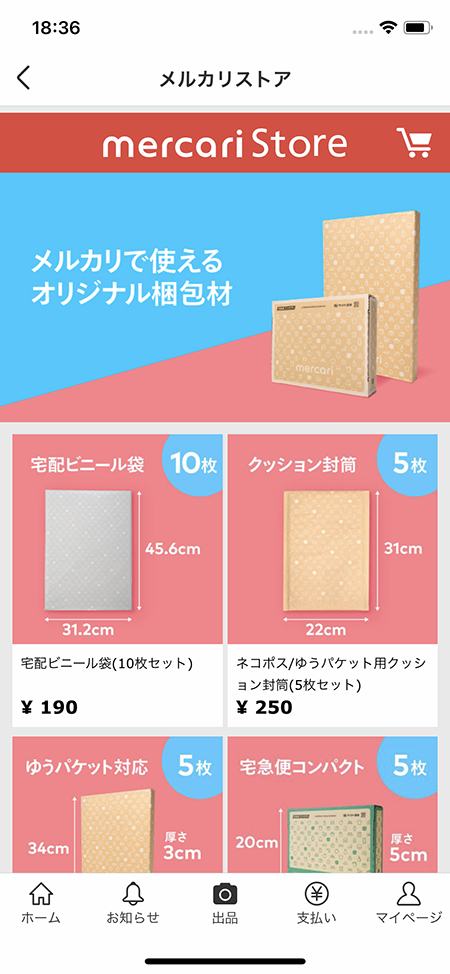 18:36
メルカリストア
mercari Store
メルカリで使える
オリジナル梱包材
mercari
宅配ビニール袋
10枚
45.6cm
31.2cm
宅配ビニール袋(10枚セット)
¥ 190
クッション封筒
5枚
31cm
22cm
ネコポス/ゆうパケット用クッシ
ョン封筒(5枚セット)
¥ 250
ゆうパケット対応
5枚
34cm
厚さ
3cm
宅急便コンパクト
5枚
20cm
厚さ
5cm
ホーム
お知らせ
出品
支払い
マイページ